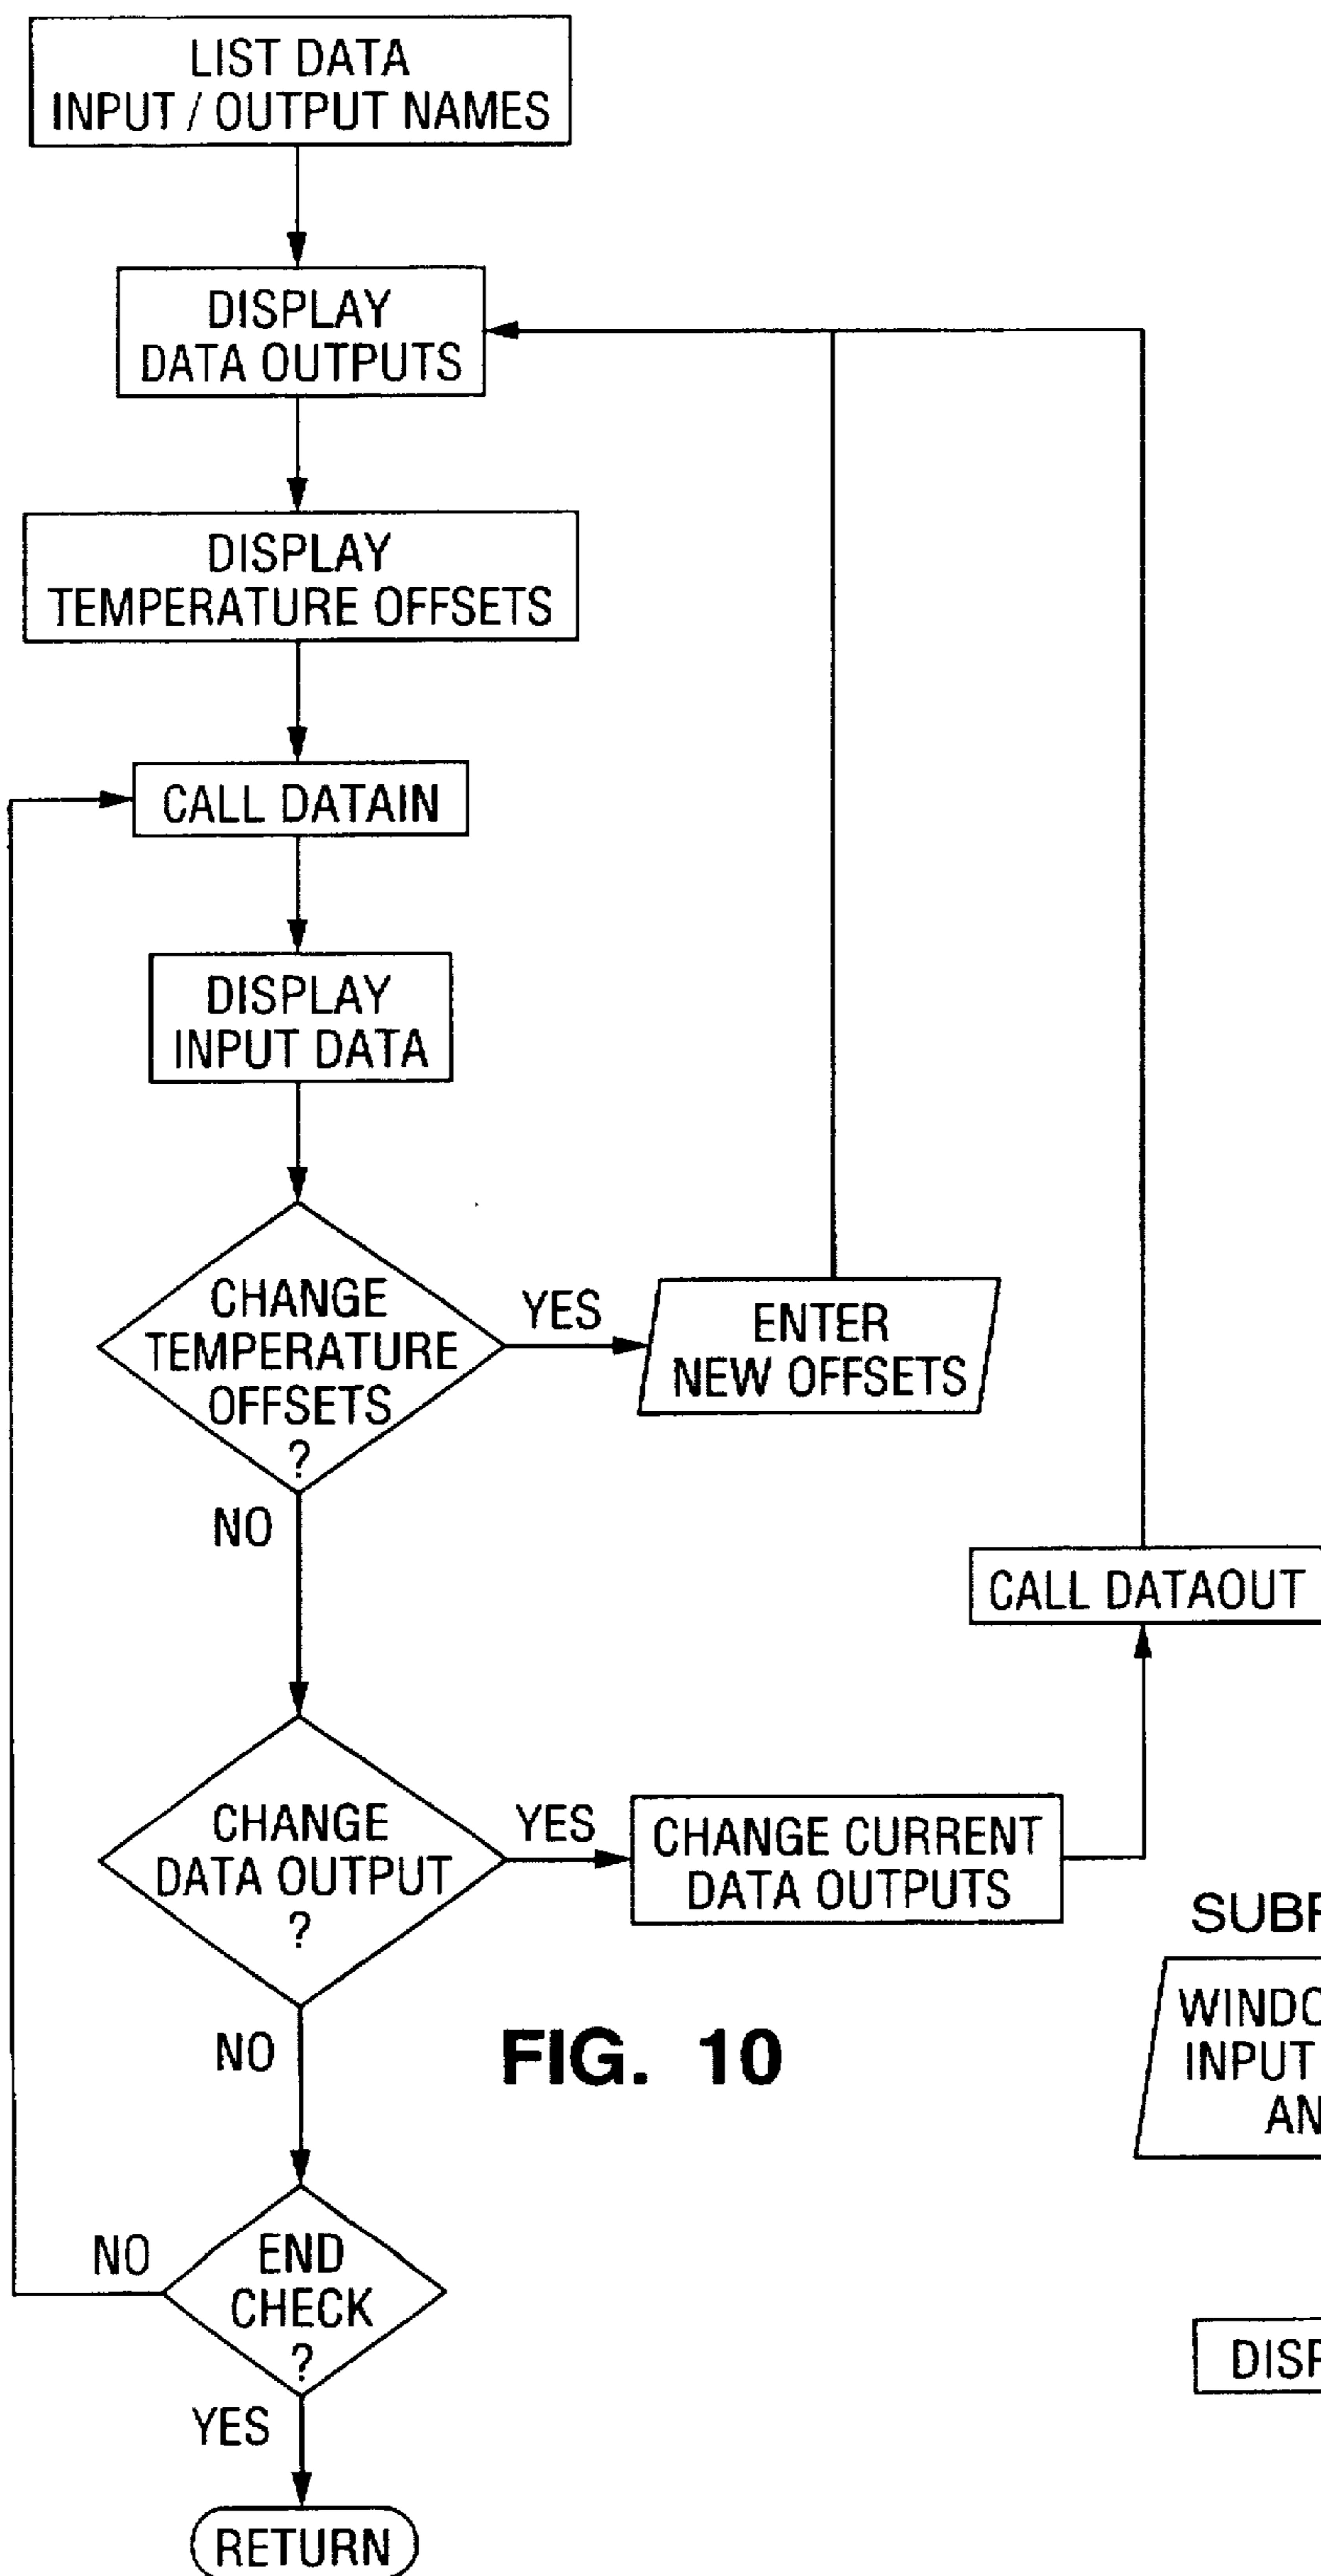 LIST DATA
INPUT / OUTPUT NAMES
DISPLAY
DATA OUTPUTS
DISPLAY
TEMPERATURE OFFSETS
CALL DATAIN
DISPLAY
INPUT DATA
CHANGE
TEMPERATURE
OFFSETS
?
YES
ENTER
NEW OFFSETS
NO
CALL DATAOUT
CHANGE
DATA OUTPUT
?
YES
CHANGE CURRENT
DATA OUTPUTS
NO
FIG. 10
INPUT
END
CHECK
?
NO
YES
RETURN